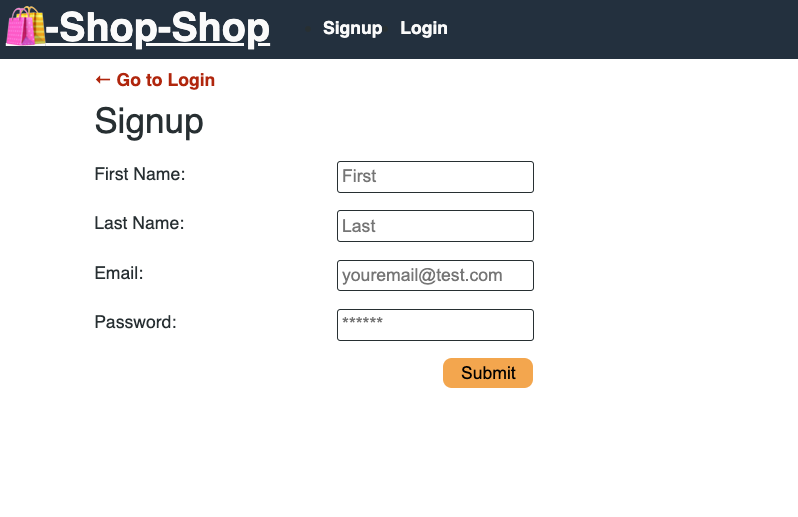 -Shop-Shop Signup Login
← Go to Login
Signup
First Name: First
Last Name: Last
Email: youremail@test.com
Password: ******
Submit